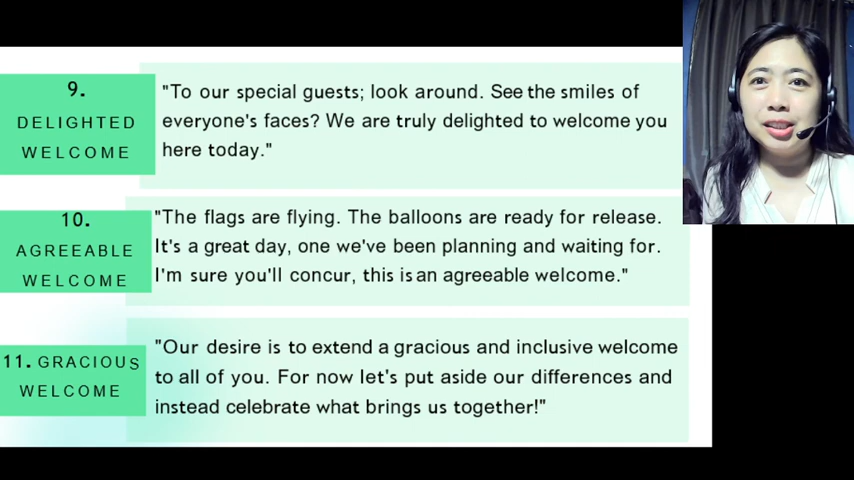 9.
DELIGHTED
WELCOME
"To our special guests; look around. See the smiles of
everyone's faces? We are truly delighted to welcome you
here today."
10.
AGREEABLE
WELCOME
"The flags are flying. The balloons are ready for release.
It's a great day, one we've been planning and waiting for.
I'm sure you'll concur, this is an agreeable welcome."
11. GRACIOUS
WELCOME
"Our desire is to extend a gracious and inclusive welcome
to all of you. For now let's put aside our differences and
instead celebrate what brings us together!"